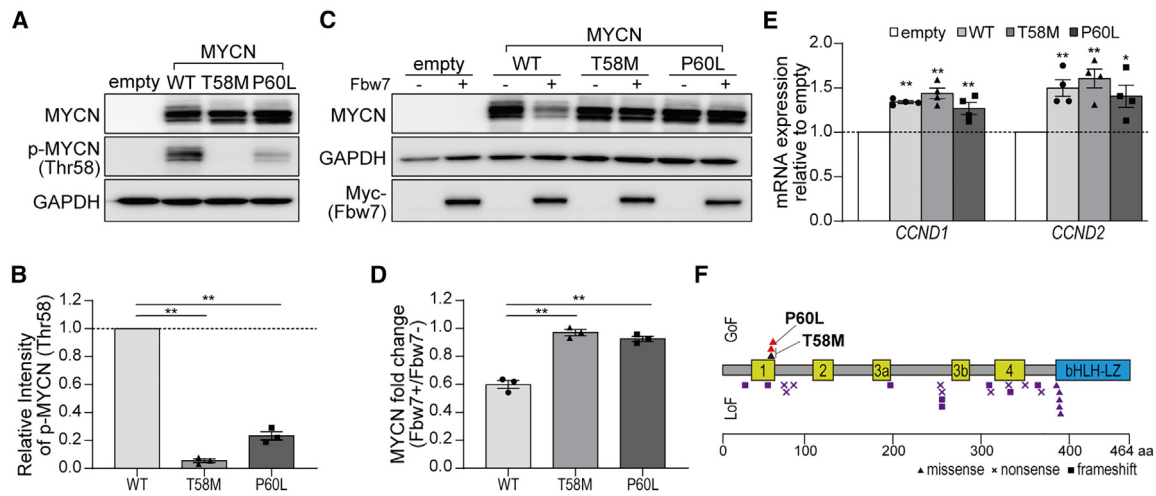 A
MYCN
empty WT T58M P60L
MYCN
p-MYCN
(Thr58)
GAPDH
B
Relative Intensity
of p-MYCN (Thr58)
1.2
1.0
0.8
0.6
0.4
0.2
0.0
**
**
WT T58M P60L
C
MYCN
empty WT T58M P60L
Fbw7 - + - + - + - +
MYCN
GAPDH
Myc-
(Fbw7)
D
MYCN fold change
(Fbw7+/Fbw7-)
1.2
1.0
0.8
0.6
0.4
0.2
0.0
**
**
WT T58M P60L
E
empty WT T58M P60L
mRNA expression
relative to empty
2.0
1.5
1.0
0.5
0.0
** ** ** ** ** *
CCND1 CCND2
F
GoF
LoF
P60L
T58M
1 2 3a 3b 4 bHLH-LZ
0 100 200 300 400 464 aa
missense nonsense frameshift